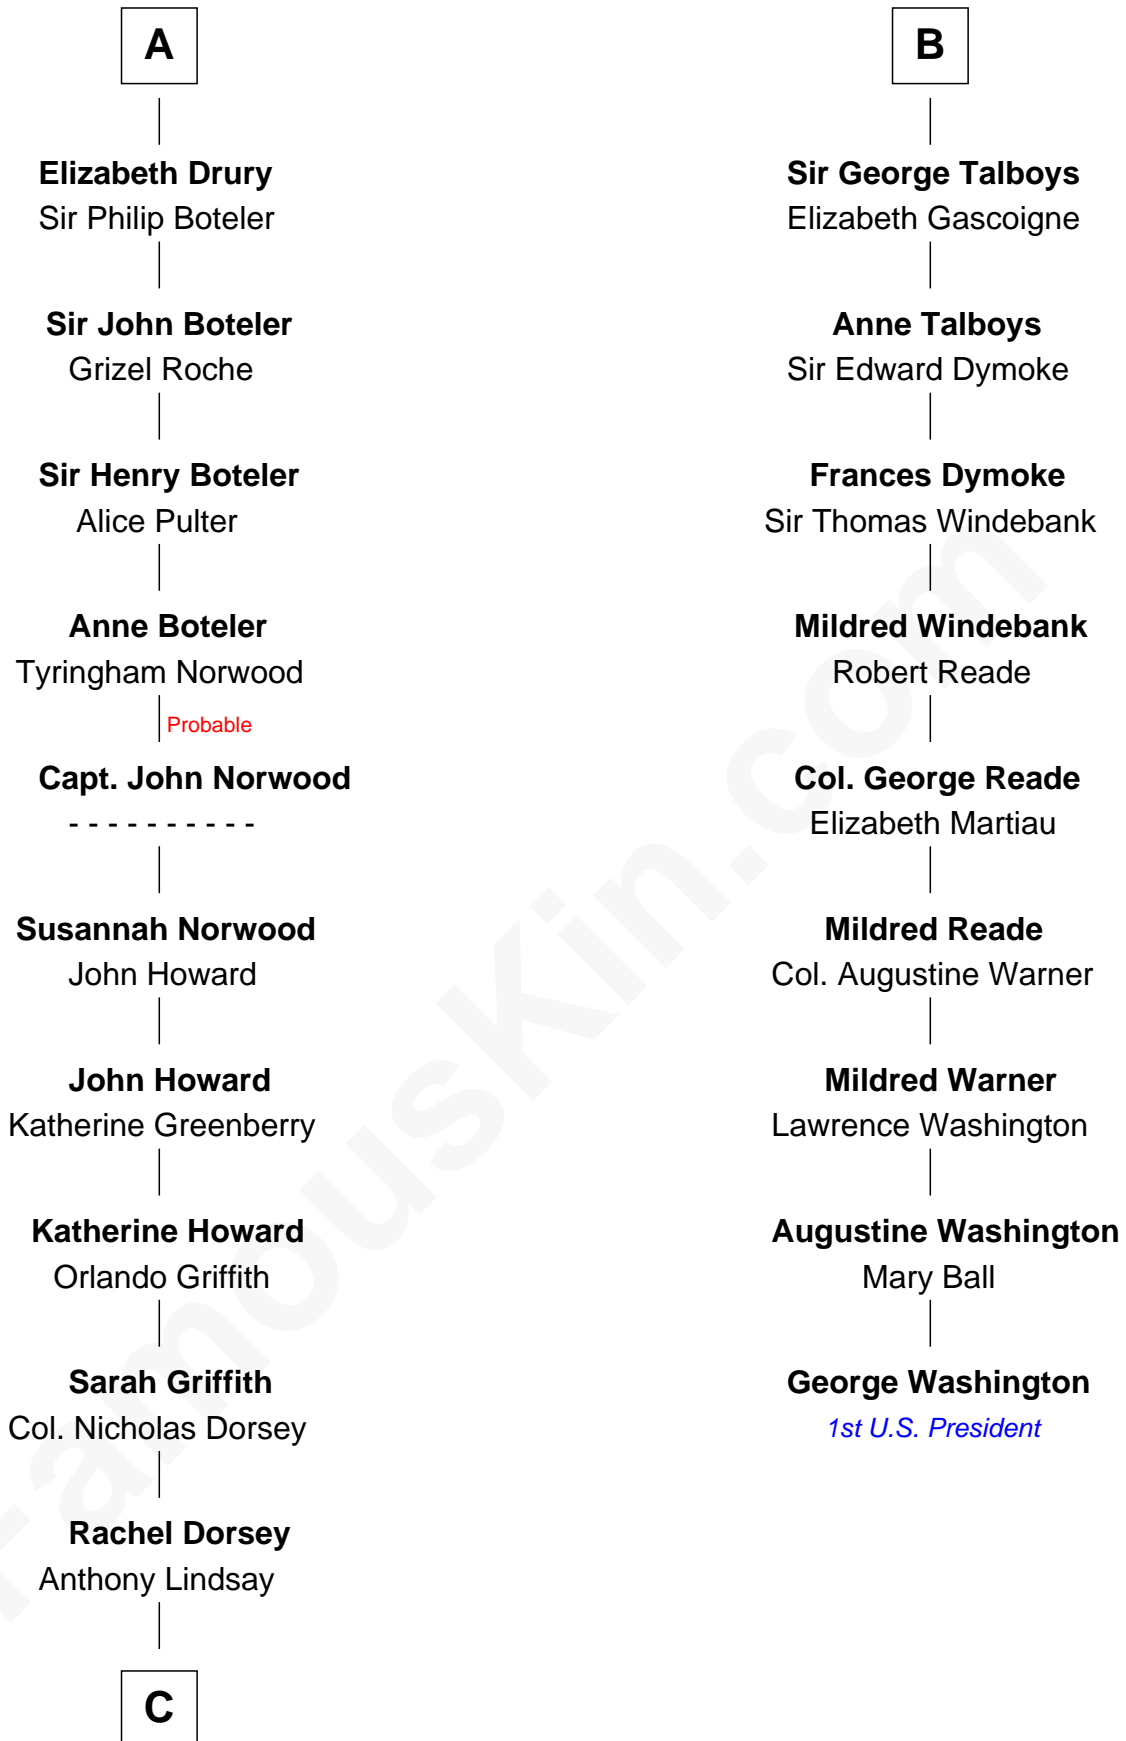 A
Elizabeth Drury
Sir Philip Boteler
Sir John Boteler
Grizel Roche
Sir Henry Boteler
Alice Pulter
Anne Boteler
Tyringham Norwood
Probable
Capt. John Norwood
- - - - - - - - - -
Susannah Norwood
John Howard
John Howard
Katherine Greenberry
Katherine Howard
Orlando Griffith
Sarah Griffith
Col. Nicholas Dorsey
Rachel Dorsey
Anthony Lindsay
C
B
Sir George Talboys
Elizabeth Gascoigne
Anne Talboys
Sir Edward Dymoke
Frances Dymoke
Sir Thomas Windebank
Mildred Windebank
Robert Reade
Col. George Reade
Elizabeth Martiau
Mildred Reade
Col. Augustine Warner
Mildred Warner
Lawrence Washington
Augustine Washington
Mary Ball
George Washington
1st U.S. President
FamousKin.com